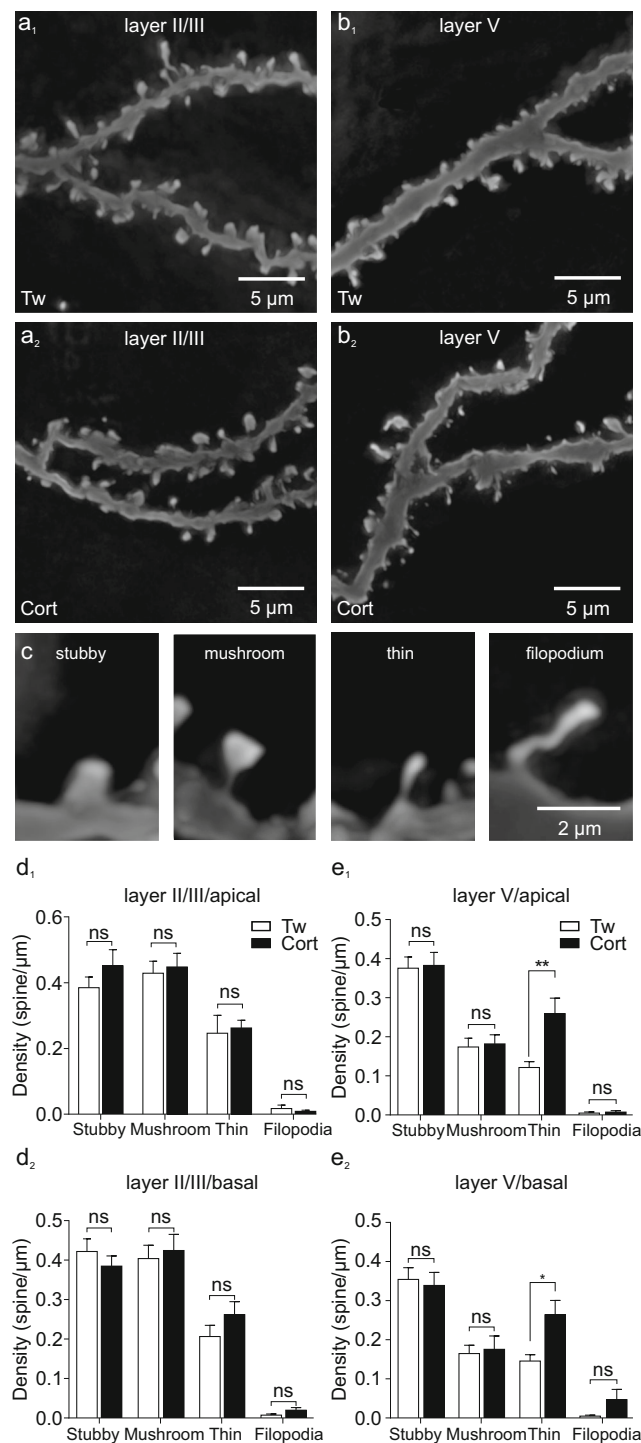 a1 layer II/III
Tw
5 µm
b1 layer V
Tw
5 µm
a2 layer II/III
Cort
5 µm
b2 layer V
Cort
5 µm
c stubby
mushroom
thin
filopodium
2 µm
d1
layer II/III/apical
Density (spine/µm)
0.6
0.4
0.2
0.0
ns
ns
ns
ns
Tw
Cort
Stubby Mushroom Thin Filopodia
e1
layer V/apical
Density (spine/µm)
0.5
0.4
0.3
0.2
0.1
0.0
ns
ns
**
ns
Tw
Cort
Stubby Mushroom Thin Filopodia
d2
layer II/III/basal
Density (spine/µm)
0.5
0.4
0.3
0.2
0.1
0.0
ns
ns
ns
ns
Stubby Mushroom Thin Filopodia
e2
layer V/basal
Density (spine/µm)
0.5
0.4
0.3
0.2
0.1
0.0
ns
ns
*
ns
Stubby Mushroom Thin Filopodia